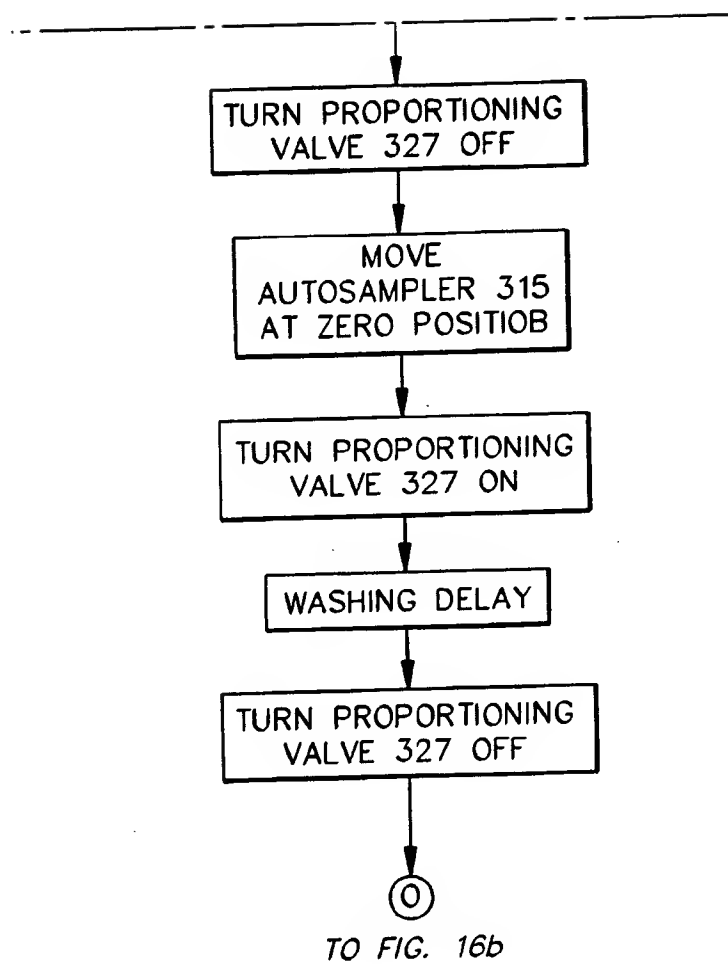 TURN PROPORTIONING
VALVE 327 OFF
MOVE
AUTOSAMPLER 315
AT ZERO POSITIOB
TURN PROPORTIONING
VALVE 327 ON
WASHING DELAY
TURN PROPORTIONING
VALVE 327 OFF
O
TO FIG. 16b